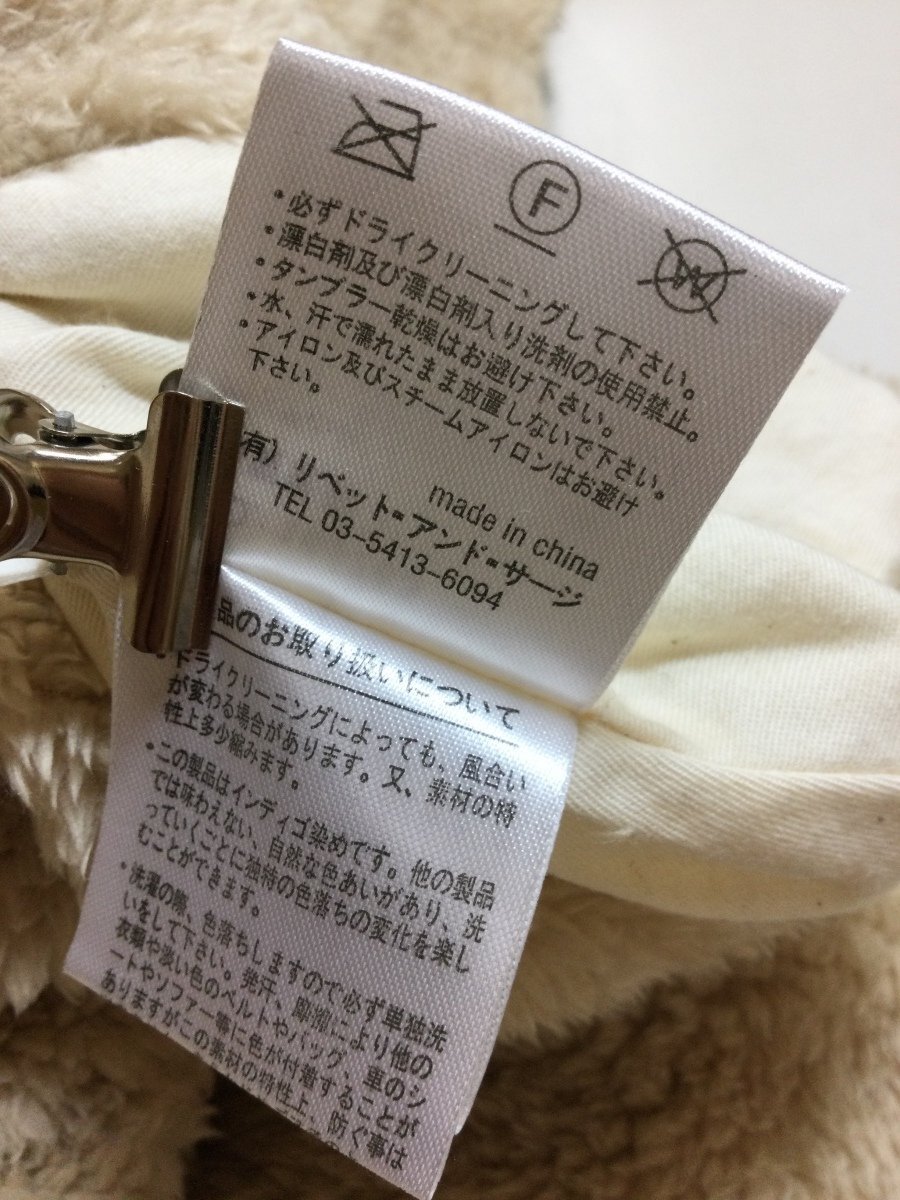 F
W
・必ずドライクリーニングして下さい。
・漂白剤及び漂白剤入り洗剤の使用禁止。
・タンブラー乾燥はお避け下さい。
・水、汗で濡れたまま放置しないで下さい。
・アイロン及びスチームアイロンはお避け
下さい。
made in china
有）リベット・アンド・サージ
TEL 03-5413-6094
品のお取り扱いについて
・ドライクリーニングによっても、風合い
が変わる場合があります。又、素材の特
性上多少縮みます。
・この製品はインディゴ染めです。他の製品
では味わえない、自然な色あいがあり、洗
っていくごとに独特の色落ちの変化を楽し
むことができます。
・洗濯の際、色落ちしますので必ず単独洗
いをして下さい。発汗、摩擦により他の
衣類や淡い色のベルトやバッグ、車のシ
ートやソファー等に色が付着することが
ありますがこの素材の特性上、防ぐ事は